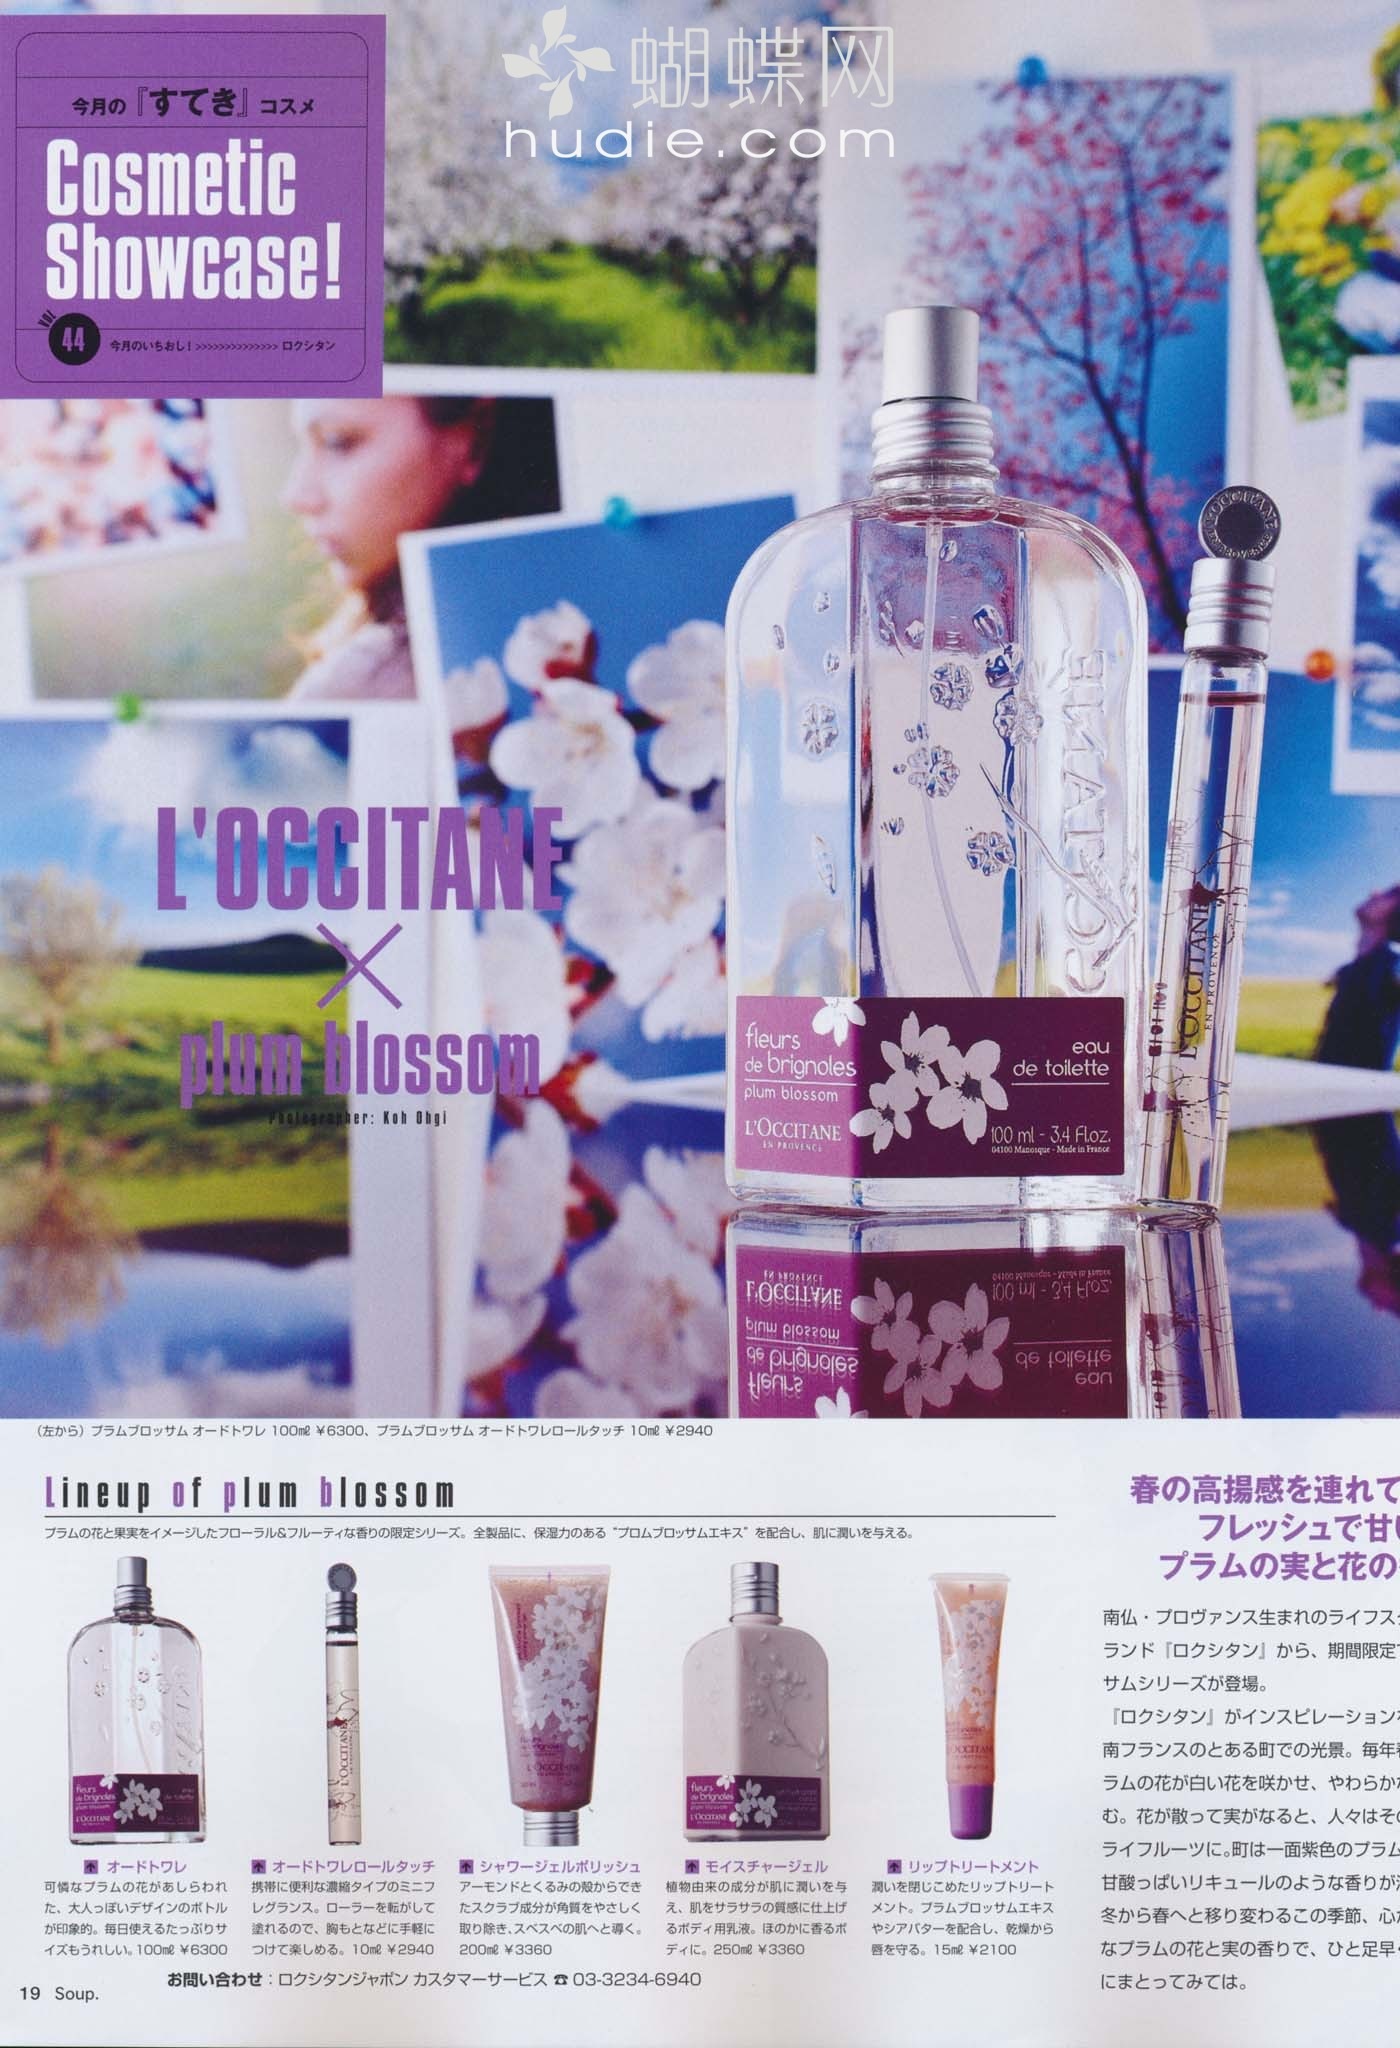 蝴蝶网
hudie.com
今月の『すてき』コスメ
Cosmetic
Showcase!
VOL 44
今月のいちおし! >>>>>>>>>>>>>> ロクシタン
L'OCCITANE
×
plum blossom
Photographer: Koh Ohgi
L'OCCITANE
EN PROVENCE
fleurs
de brignoles
plum blossom
L'OCCITANE
EN PROVENCE
eau
de toilette
100 ml - 3.4 Fl.oz.
04100 Manosque - Made in France
L'OCCITANE
EN PROVENCE
(左から) プラムブロッサム オードトワレ 100㎖ ¥6300、プラムブロッサム オードトワレロールタッチ 10㎖ ¥2940
Lineup of plum blossom
プラムの花と果実をイメージしたフローラル&フルーティな香りの限定シリーズ。全製品に、保湿力のある“プロムブロッサムエキス”を配合し、肌に潤いを与える。
fleurs
de brignoles
plum blossom
L'OCCITANE
eau
de toilette
L'OCCITANE
fleurs
de brignoles
L'OCCITANE
fleurs
de brignoles
plum blossom
L'OCCITANE
L'OCCITANE
オードトワレ
可憐なプラムの花があしらわれ
た、大人っぽいデザインのボトル
が印象的。毎日使えるたっぷりサ
イズもうれしい。100㎖ ¥6300
オードトワレロールタッチ
携帯に便利な濃縮タイプのミニフ
レグランス。ローラーを転がして
塗れるので、胸もとなどに手軽に
つけて楽しめる。10㎖ ¥2940
シャワージェルポリッシュ
アーモンドとくるみの殻からでき
たスクラブ成分が角質をやさしく
取り除き、スベスベの肌へと導く。
200㎖ ¥3360
モイスチャージェル
植物由来の成分が肌に潤いを与
え、肌をサラサラの質感に仕上げ
るボディ用乳液。ほのかに香るボ
ディに。250㎖ ¥3360
リップトリートメント
潤いを閉じこめたリップトリート
メント。プラムブロッサムエキス
やシアバターを配合し、乾燥から
唇を守る。15㎖ ¥2100
お問い合わせ:ロクシタンジャポン カスタマーサービス ☎ 03-3234-6940
19 Soup.
春の高揚感を連れて
フレッシュで甘
プラムの実と花の
南仏・プロヴァンス生まれのライフス
ランド『ロクシタン』から、期間限定
サムシリーズが登場。
『ロクシタン』がインスピレーション
南フランスのとある町での光景。毎年
ラムの花が白い花を咲かせ、やわらか
む。花が散って実がなると、人々はそ
ライフルーツに。町は一面紫色のプラム
甘酸っぱいリキュールのような香りが
冬から春へと移り変わるこの季節、心
なプラムの花と実の香りで、ひと足早
にまとってみては。